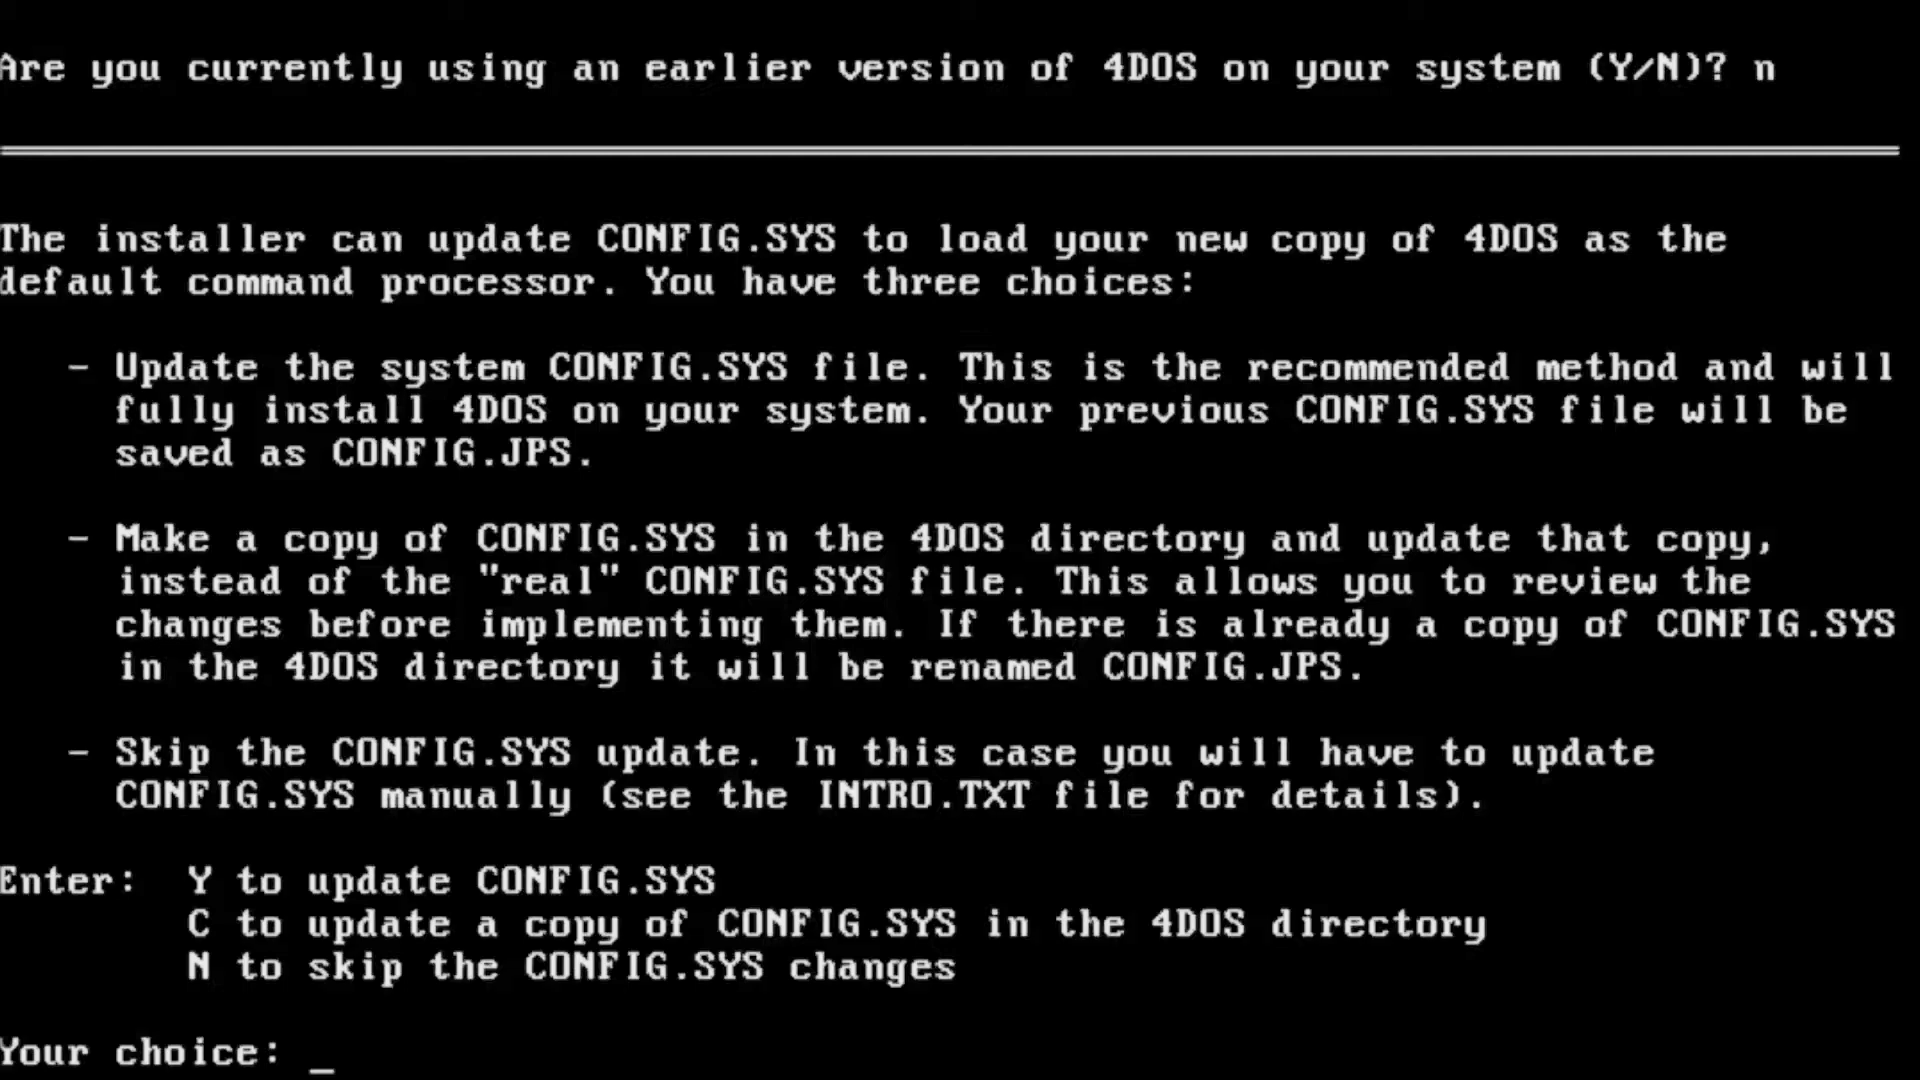 Are you currently using an earlier version of 4DOS on your system (Y/N)? n
The installer can update CONFIG.SYS to load your new copy of 4DOS as the
default command processor. You have three choices:
- Update the system CONFIG.SYS file. This is the recommended method and will
fully install 4DOS on your system. Your previous CONFIG.SYS file will be
saved as CONFIG.JPS.
- Make a copy of CONFIG.SYS in the 4DOS directory and update that copy,
instead of the "real" CONFIG.SYS file. This allows you to review the
changes before implementing them. If there is already a copy of CONFIG.SYS
in the 4DOS directory it will be renamed CONFIG.JPS.
- Skip the CONFIG.SYS update. In this case you will have to update
CONFIG.SYS manually (see the INTRO.TXT file for details).
Enter: Y to update CONFIG.SYS
C to update a copy of CONFIG.SYS in the 4DOS directory
N to skip the CONFIG.SYS changes
Your choice: _